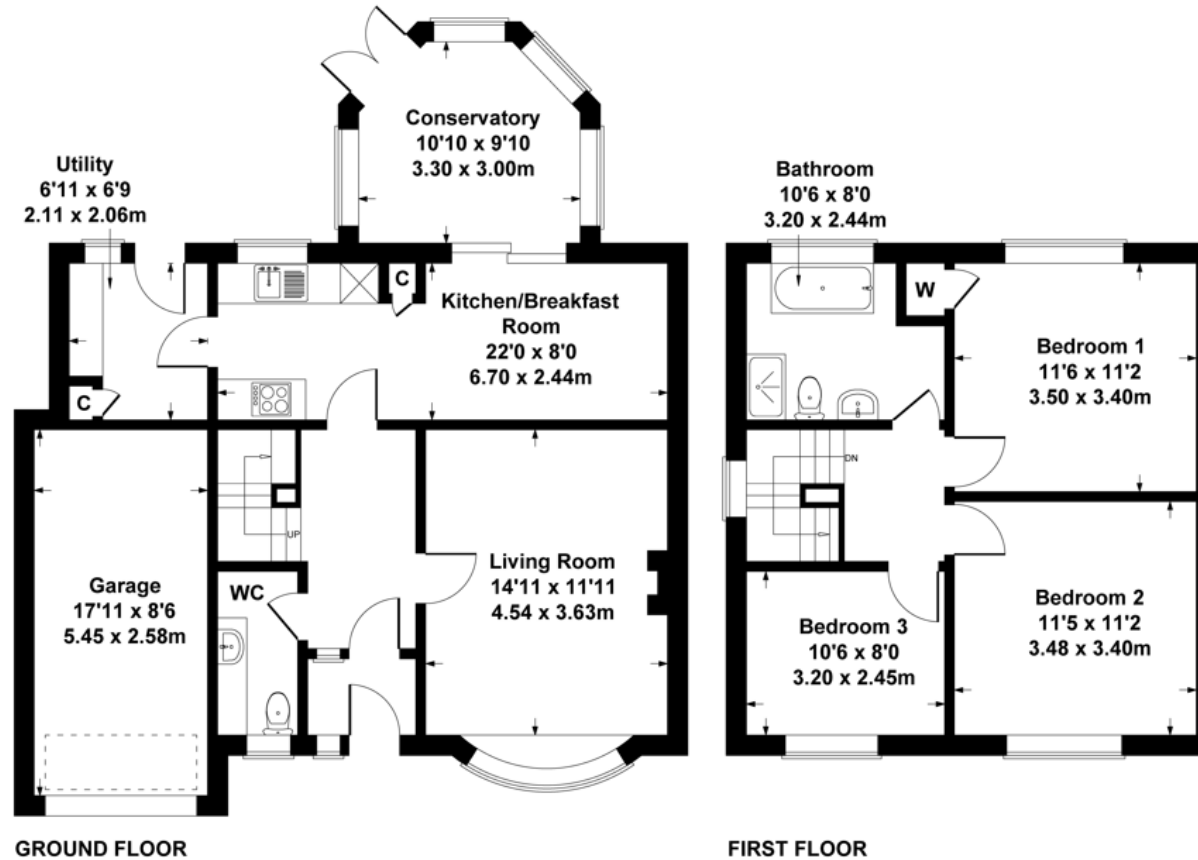 Conservatory
10'10 x 9'10
3.30 x 3.00m
Utility
6'11 x 6'9
2.11 x 2.06m
C
Kitchen/Breakfast
Room
22'0 x 8'0
6.70 x 2.44m
C
UP
WC
Garage
17'11 x 8'6
5.45 x 2.58m
Living Room
14'11 x 11'11
4.54 x 3.63m
GROUND FLOOR
Bathroom
10'6 x 8'0
3.20 x 2.44m
W
Bedroom 1
11'6 x 11'2
3.50 x 3.40m
DN
Bedroom 2
11'5 x 11'2
3.48 x 3.40m
Bedroom 3
10'6 x 8'0
3.20 x 2.45m
FIRST FLOOR